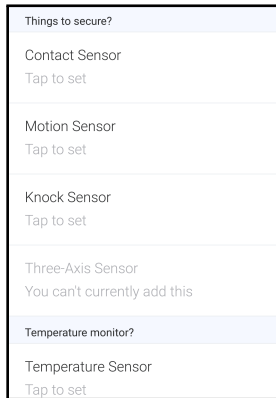 Things to secure?
Contact Sensor
Tap to set
Motion Sensor
Tap to set
Knock Sensor
Tap to set
Three-Axis Sensor
You can't currently add this
Temperature monitor?
Temperature Sensor
Tap to set